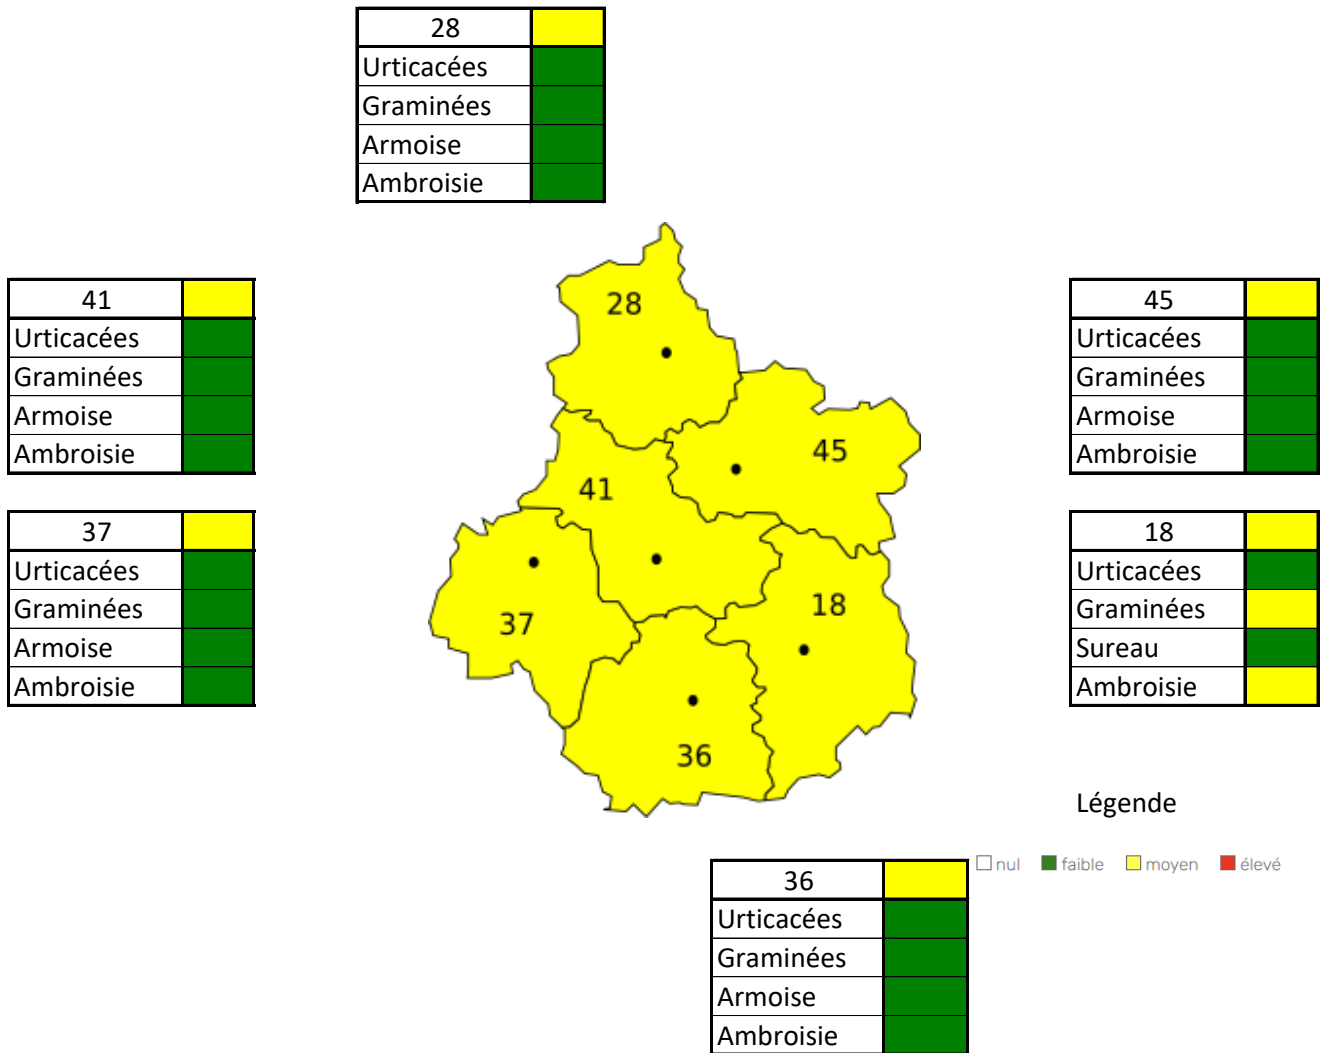 28
Urticacées
Graminées
Armoise
Ambroisie
41
Urticacées
Graminées
Armoise
Ambroisie
37
Urticacées
Graminées
Armoise
Ambroisie
28
45
41
37
18
36
45
Urticacées
Graminées
Armoise
Ambroisie
18
Urticacées
Graminées
Sureau
Ambroisie
Légende
nul faible moyen élevé
36
Urticacées
Graminées
Armoise
Ambroisie